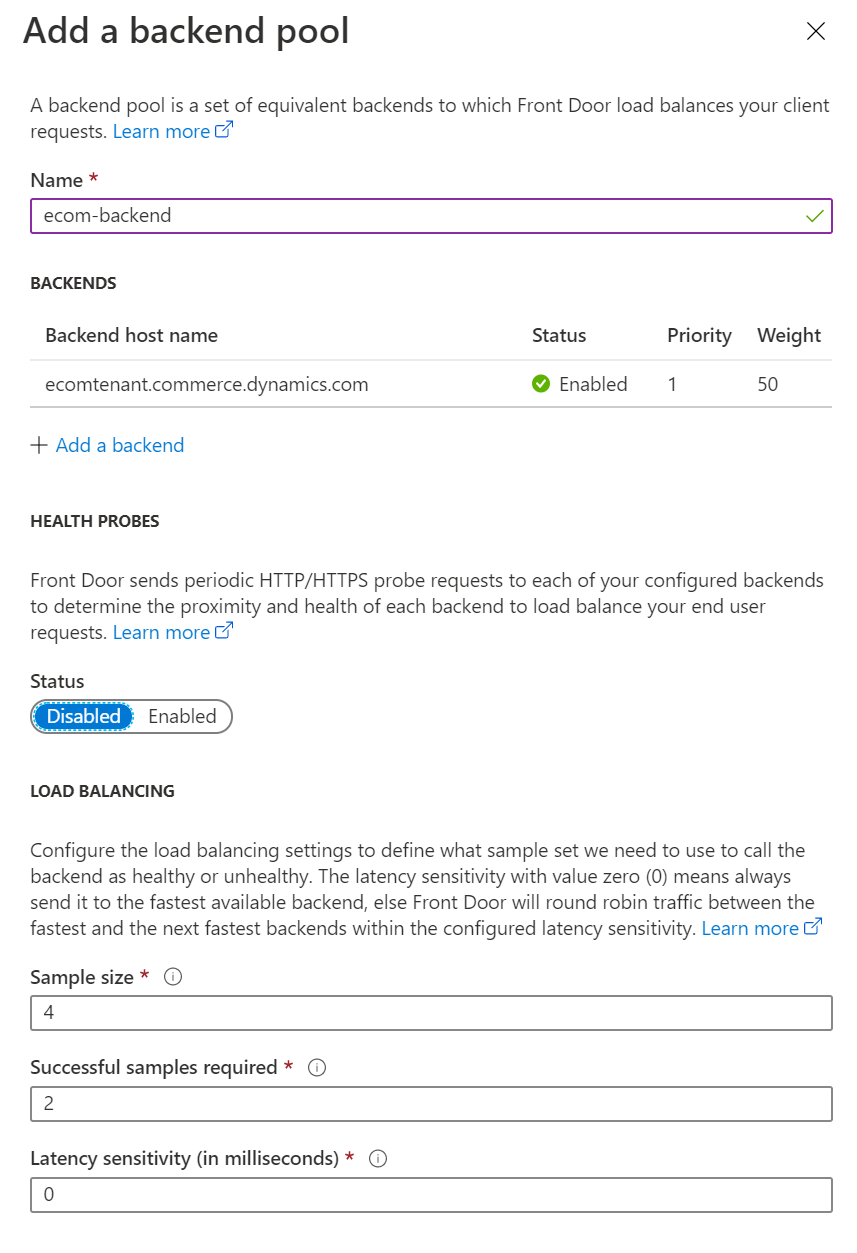 Add a backend pool
A backend pool is a set of equivalent backends to which Front Door load balances your client
requests. Learn more
Name *
ecom-backend
BACKENDS
Backend host name Status Priority Weight
ecomtenant.commerce.dynamics.com Enabled 1 50
+ Add a backend
HEALTH PROBES
Front Door sends periodic HTTP/HTTPS probe requests to each of your configured backends
to determine the proximity and health of each backend to load balance your end user
requests. Learn more
Status
Disabled Enabled
LOAD BALANCING
Configure the load balancing settings to define what sample set we need to use to call the
backend as healthy or unhealthy. The latency sensitivity with value zero (0) means always
send it to the fastest available backend, else Front Door will round robin traffic between the
fastest and the next fastest backends within the configured latency sensitivity. Learn more
Sample size *
4
Successful samples required *
2
Latency sensitivity (in milliseconds) *
0